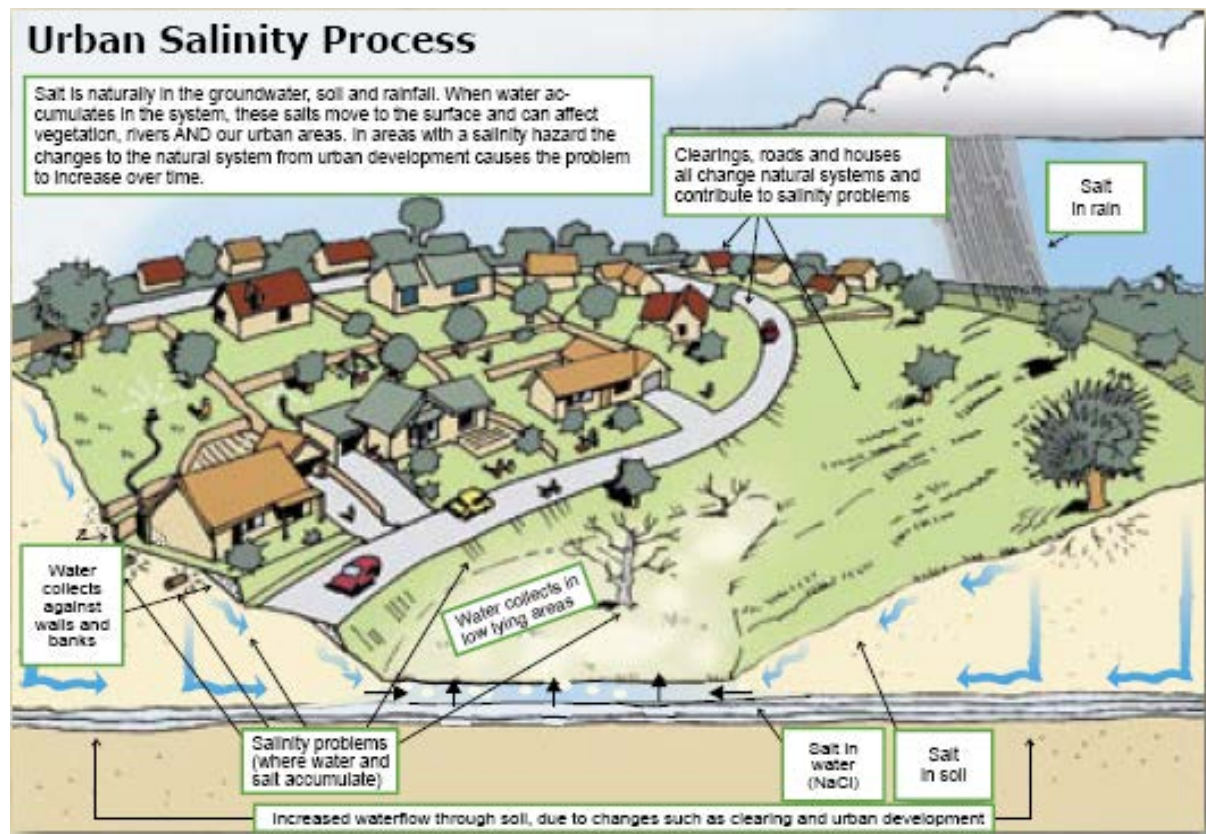 Urban Salinity Process
Salt is naturally in the groundwater, soil and rainfall. When water ac-
cumulates in the system, these salts move to the surface and can affect
vegetation, rivers AND our urban areas. In areas with a salinity hazard the
changes to the natural system from urban development causes the problem
to increase over time.
Clearings, roads and houses
all change natural systems and
contribute to salinity problems
Salt
in rain
Water
collects
against
walls and
banks
Water collects in
low lying areas
Salinity problems
(where water and
salt accumulate)
Salt in
water
(NaCl)
Salt
in soil
Increased waterflow through soil, due to changes such as clearing and urban development